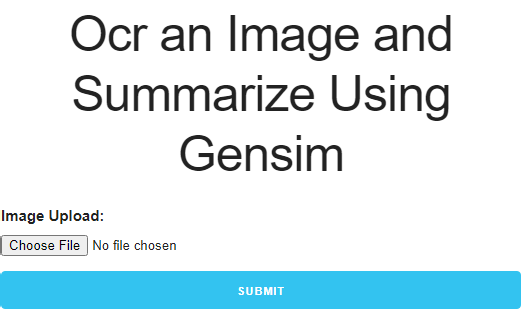 Ocr an Image and
Summarize Using
Gensim
Image Upload:
Choose File No file chosen
SUBMIT